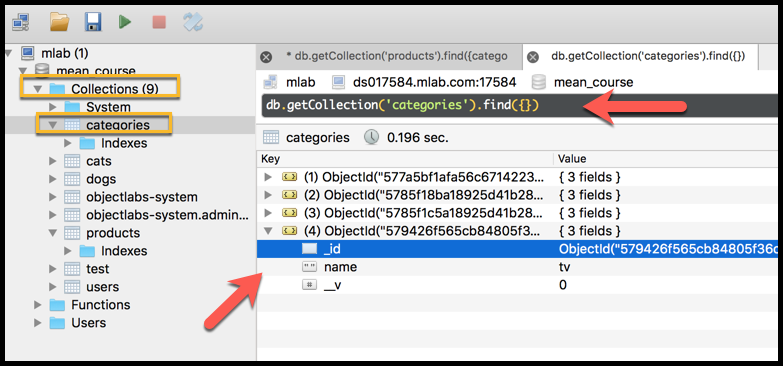 mlab (1)
mean_course
Collections (9)
System
categories
Indexes
cats
dogs
objectlabs-system
objectlabs-system.admin...
products
Indexes
test
users
Functions
Users
* db.getCollection('products').find({catego
db.getCollection('categories').find({})
mlab ds017584.mlab.com:17584 mean_course
db.getCollection('categories').find({})
categories 0.196 sec.
Key Value
(1) ObjectId("577a5bf1afa56c6714223... { 3 fields }
(2) ObjectId("5785f18ba18925d41b28... { 3 fields }
(3) ObjectId("5785f1c5a18925d41b28... { 3 fields }
(4) ObjectId("579426f565cb84805f3... { 3 fields }
_id ObjectId("579426f565cb84805f36c
" " name tv
# __v 0